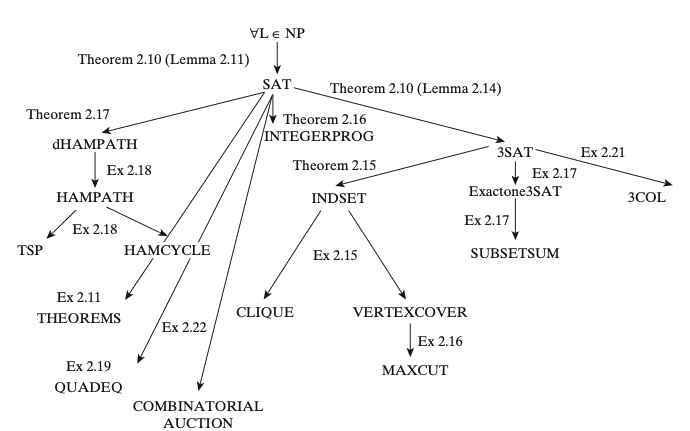 ∀L ∈ NP
Theorem 2.10 (Lemma 2.11)
SAT
Theorem 2.10 (Lemma 2.14)
Theorem 2.17
Theorem 2.16
INTEGERPROG
dHAMPATH
3SAT
Ex 2.21
Ex 2.18
Theorem 2.15
Ex 2.17
HAMPATH
INDSET
Exactone3SAT
3COL
Ex 2.18
Ex 2.17
TSP
HAMCYCLE
Ex 2.15
SUBSETSUM
Ex 2.11
THEOREMS
CLIQUE
VERTEXCOVER
Ex 2.22
Ex 2.16
Ex 2.19
QUADEQ
MAXCUT
COMBINATORIAL
AUCTION